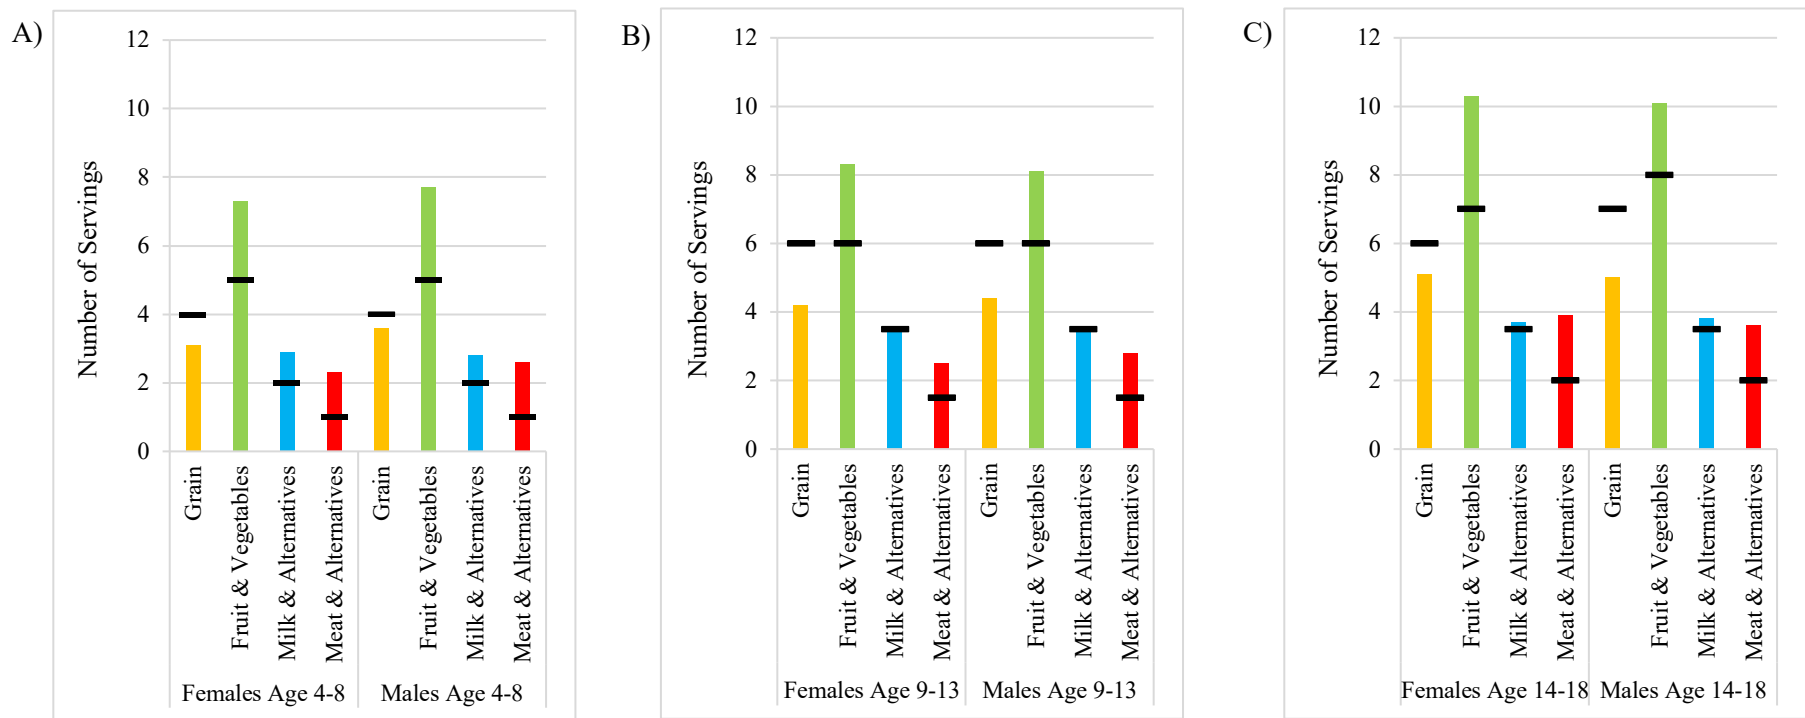 A)
Number of Servings
12
10
8
6
4
2
0
Grain
Fruit & Vegetables
Milk & Alternatives
Meat & Alternatives
Grain
Fruit & Vegetables
Milk & Alternatives
Meat & Alternatives
Females Age 4-8
Males Age 4-8
B)
Number of Servings
12
10
8
6
4
2
0
Grain
Fruit & Vegetables
Milk & Alternatives
Meat & Alternatives
Grain
Fruit & Vegetables
Milk & Alternatives
Meat & Alternatives
Females Age 9-13
Males Age 9-13
C)
Number of Servings
12
10
8
6
4
2
0
Grain
Fruit & Vegetables
Milk & Alternatives
Meat & Alternatives
Grain
Fruit & Vegetables
Milk & Alternatives
Meat & Alternatives
Females Age 14-18
Males Age 14-18